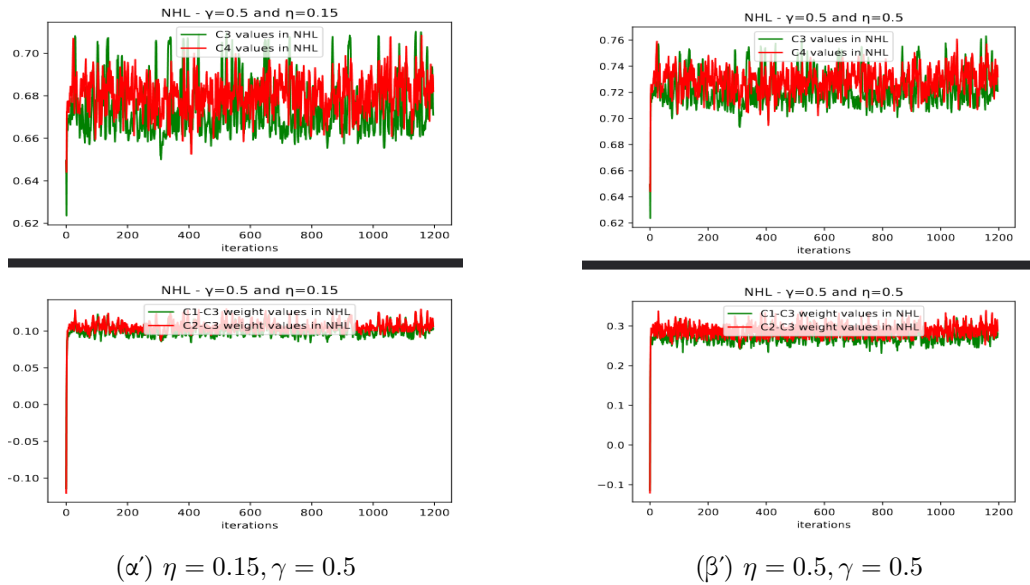 NHL - γ=0.5 and η=0.15
C3 values in NHL
C4 values in NHL
0.70
0.68
0.66
0.64
0.62
0 200 400 600 800 1000 1200
iterations
NHL - γ=0.5 and η=0.15
C1-C3 weight values in NHL
C2-C3 weight values in NHL
0.10
0.05
0.00
-0.05
-0.10
0 200 400 600 800 1000 1200
iterations
(α′) η = 0.15, γ = 0.5
NHL - γ=0.5 and η=0.5
C3 values in NHL
C4 values in NHL
0.76
0.74
0.72
0.70
0.68
0.66
0.64
0.62
0 200 400 600 800 1000 1200
iterations
NHL - γ=0.5 and η=0.5
C1-C3 weight values in NHL
C2-C3 weight values in NHL
0.3
0.2
0.1
0.0
−0.1
0 200 400 600 800 1000 1200
iterations
(β′) η = 0.5, γ = 0.5